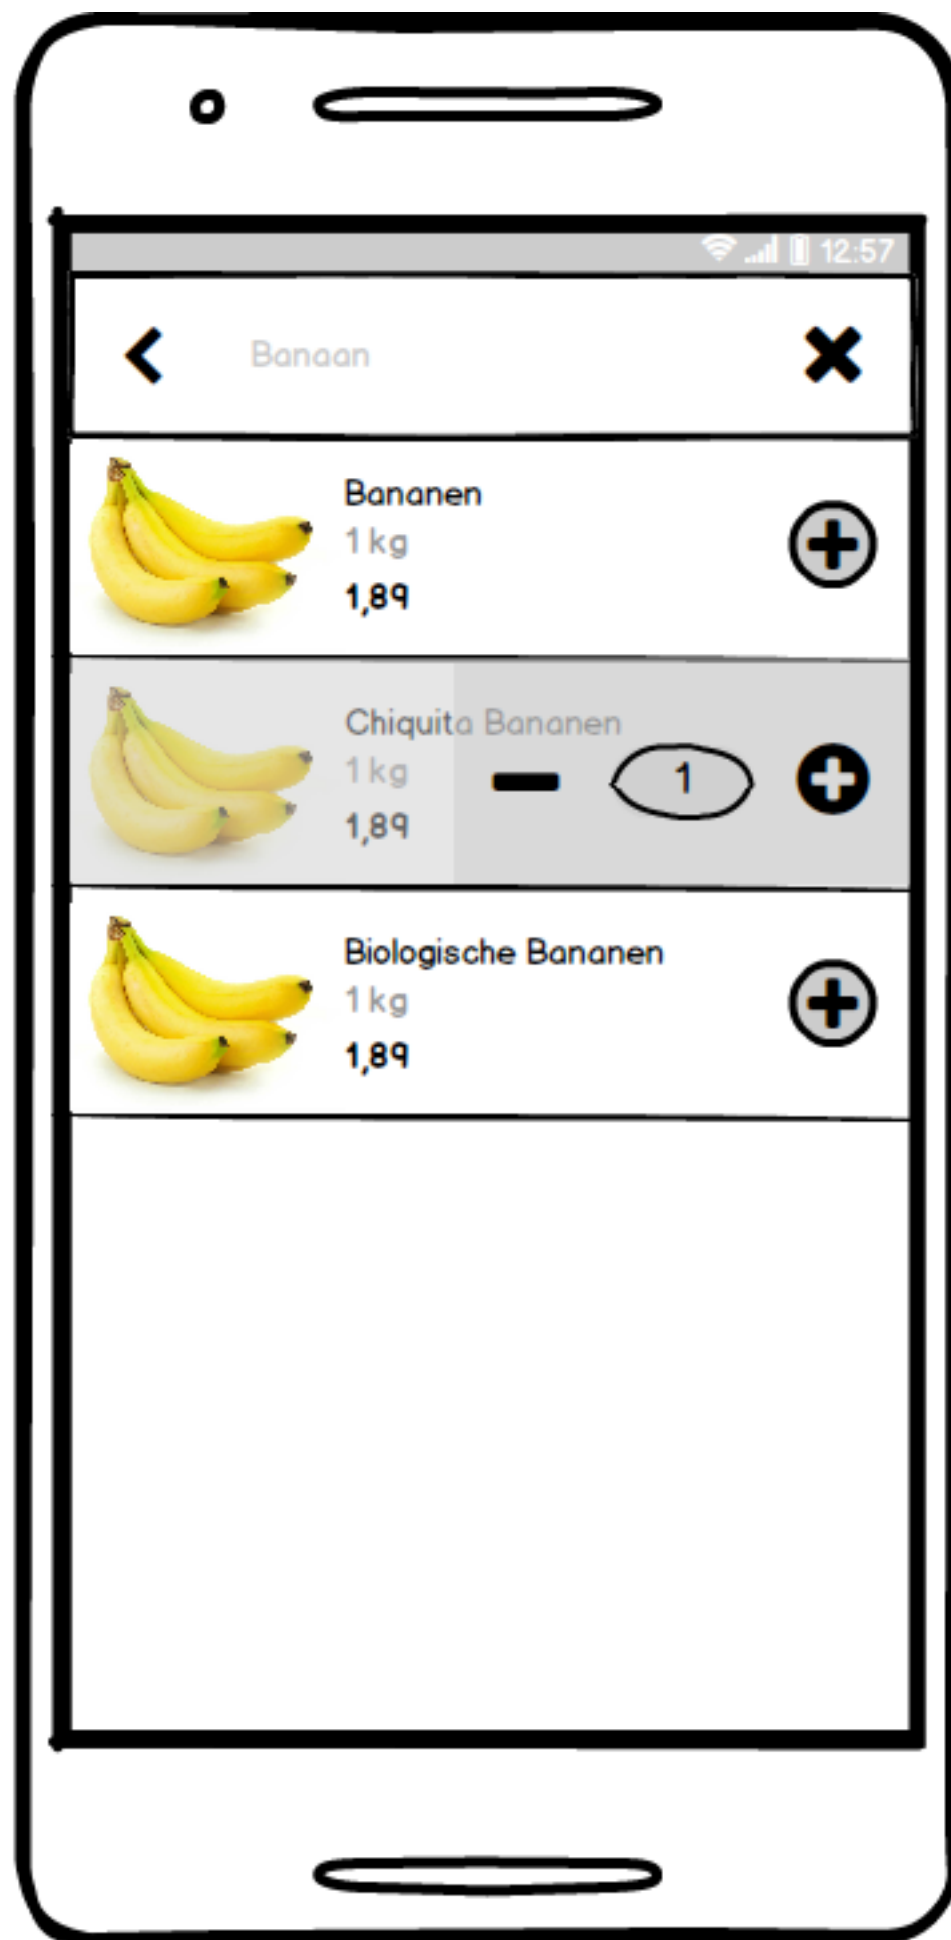 12:57
Banaan
Bananen
1 kg
1,89
Chiquita Bananen
1 kg
1
1,89
Biologische Bananen
1 kg
1,89